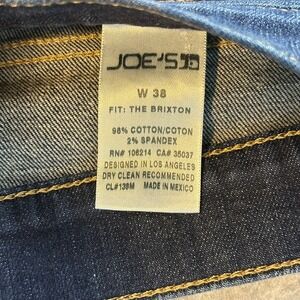 JOE'S
W 38
FIT: THE BRIXTON
98% COTTON/COTON
2% SPANDEX
RN# 106214 CA# 35037
DESIGNED IN LOS ANGELES
DRY CLEAN RECOMMENDED
CL#138M MADE IN MEXICO